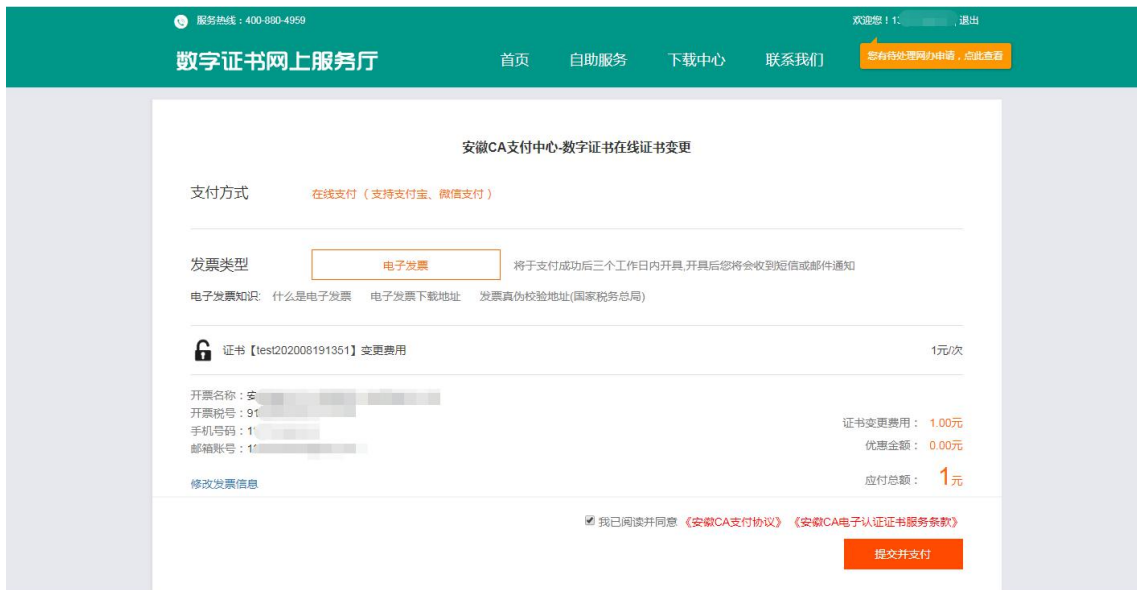 服务热线：400-880-4959
欢迎您！1 ，退出
数字证书网上服务厅 首页 自助服务 下载中心 联系我们
您有待处理网办申请，点此查看
安徽CA支付中心-数字证书在线证书变更
支付方式 在线支付（支持支付宝、微信支付）
发票类型 电子发票 将于支付成功后三个工作日内开具,开具后您将会收到短信或邮件通知
电子发票知识: 什么是电子发票 电子发票下载地址 发票真伪校验地址(国家税务总局)
证书【test202008191351】变更费用 1元/次
开票名称：安
开票税号：91
手机号码：1
邮箱账号：1
修改发票信息
证书变更费用： 1.00元
优惠金额： 0.00元
应付总额： 1元
我已阅读并同意《安徽CA支付协议》《安徽CA电子认证证书服务条款》
提交并支付